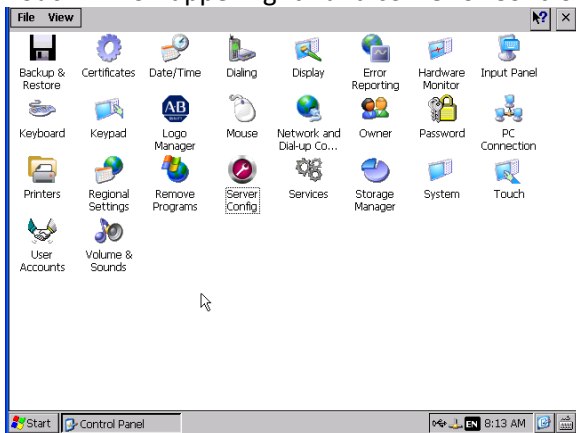 File View ? ×
Backup & Restore
Certificates
Date/Time
Dialing
Display
Error Reporting
Hardware Monitor
Input Panel
Keyboard
Keypad
AB
Logo Manager
Mouse
Network and Dial-up Co...
Owner
Password
PC Connection
Printers
Regional Settings
Remove Programs
Server Config
Services
Storage Manager
System
Touch
User Accounts
Volume & Sounds
Start Control Panel EN 8:13 AM